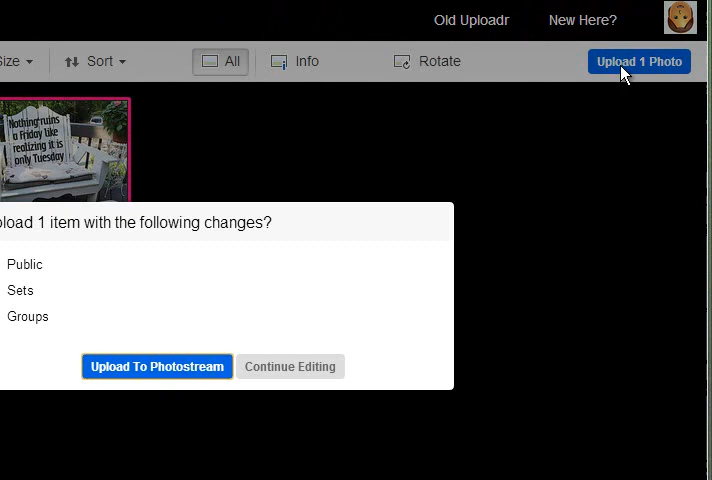 Old Uploadr New Here?
Size Sort All Info Rotate Upload 1 Photo
Nothing ruins
a Friday like
realizing it is
only Tuesday
pload 1 item with the following changes?
Public
Sets
Groups
Upload To Photostream Continue Editing